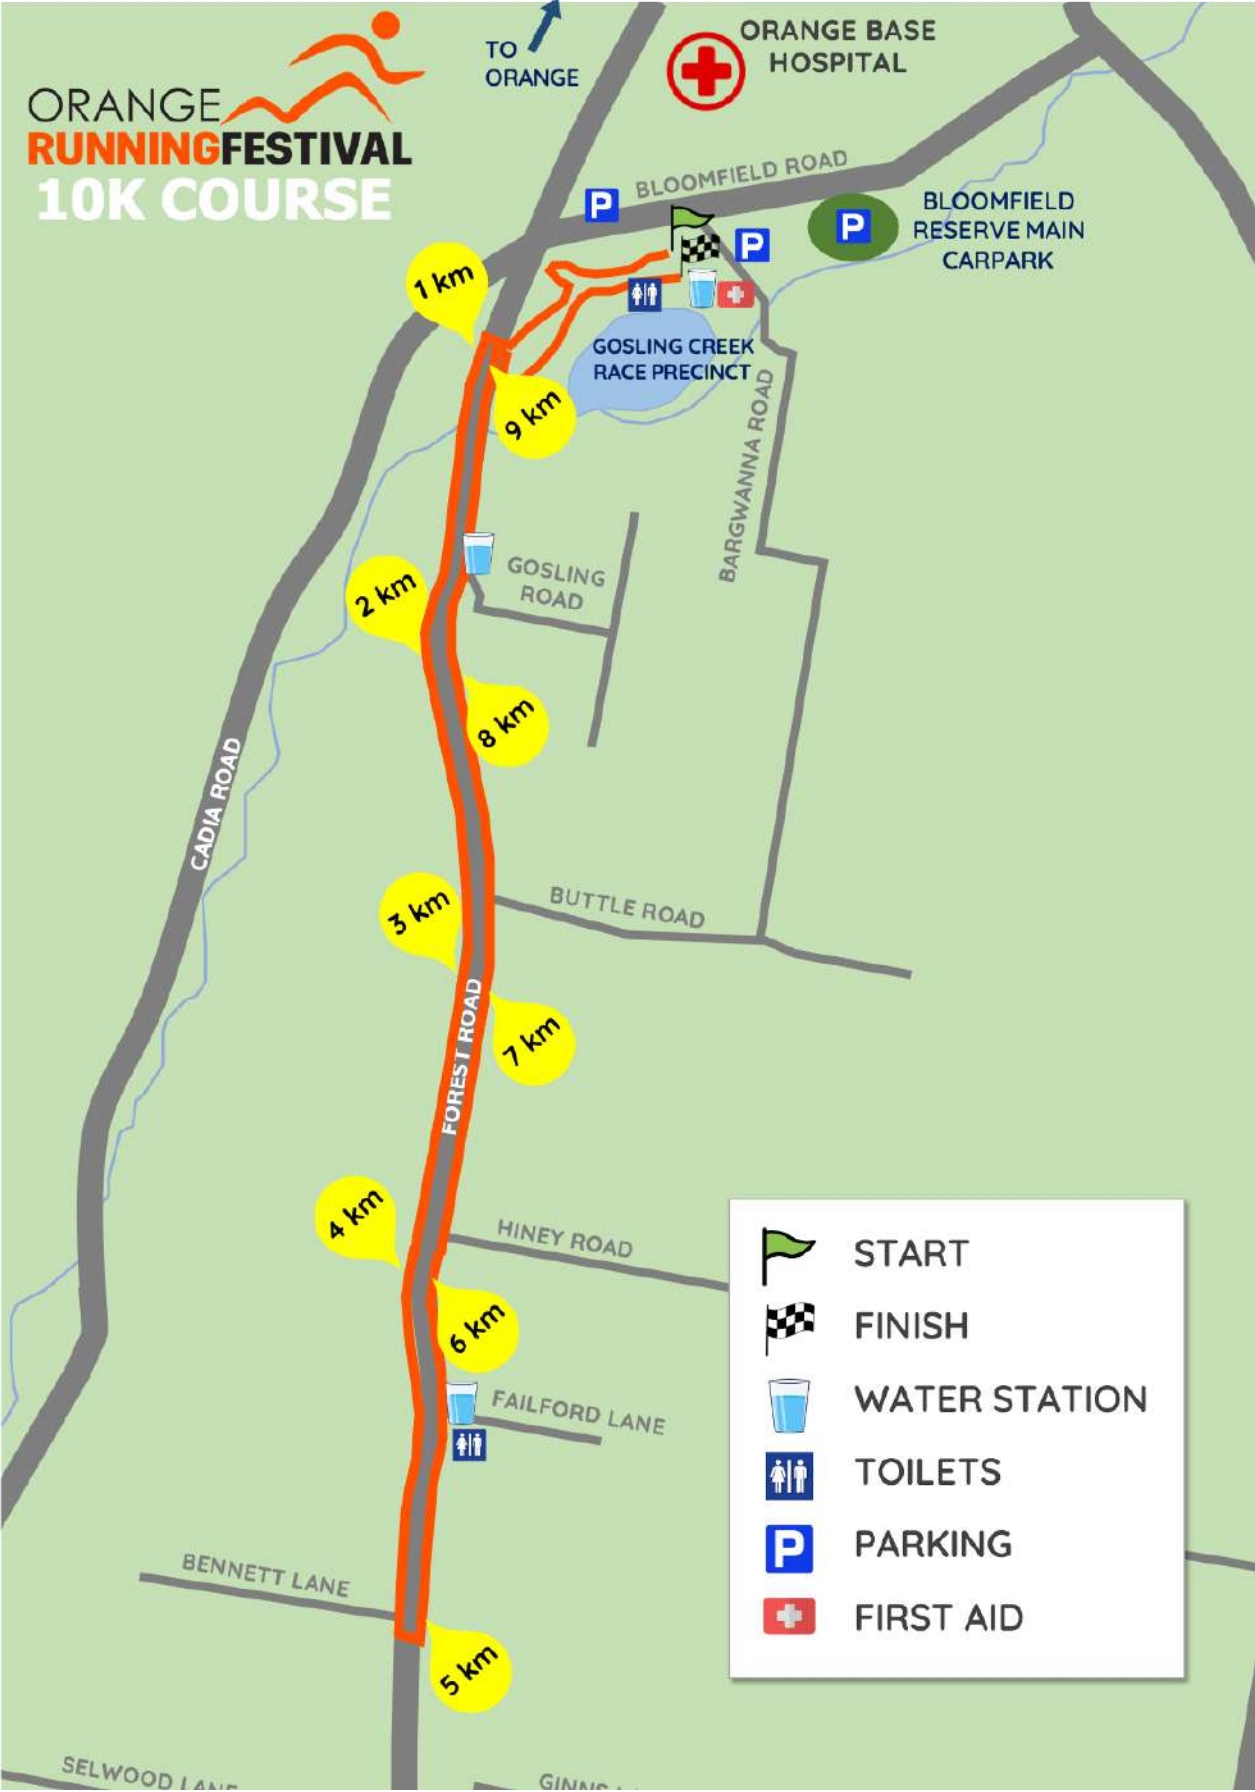 ORANGE
RUNNINGFESTIVAL
10K COURSE
TO
ORANGE
ORANGE BASE
HOSPITAL
BLOOMFIELD ROAD
P
P
P
BLOOMFIELD
RESERVE MAIN
CARPARK
1 km
GOSLING CREEK
RACE PRECINCT
9 km
BARGWANNA ROAD
GOSLING
ROAD
2 km
8 km
CADIA ROAD
3 km
BUTTLE ROAD
7 km
FOREST ROAD
4 km
HINEY ROAD
6 km
FAILFORD LANE
BENNETT LANE
5 km
START
FINISH
WATER STATION
TOILETS
P PARKING
FIRST AID
SELWOOD LANE
GINNS